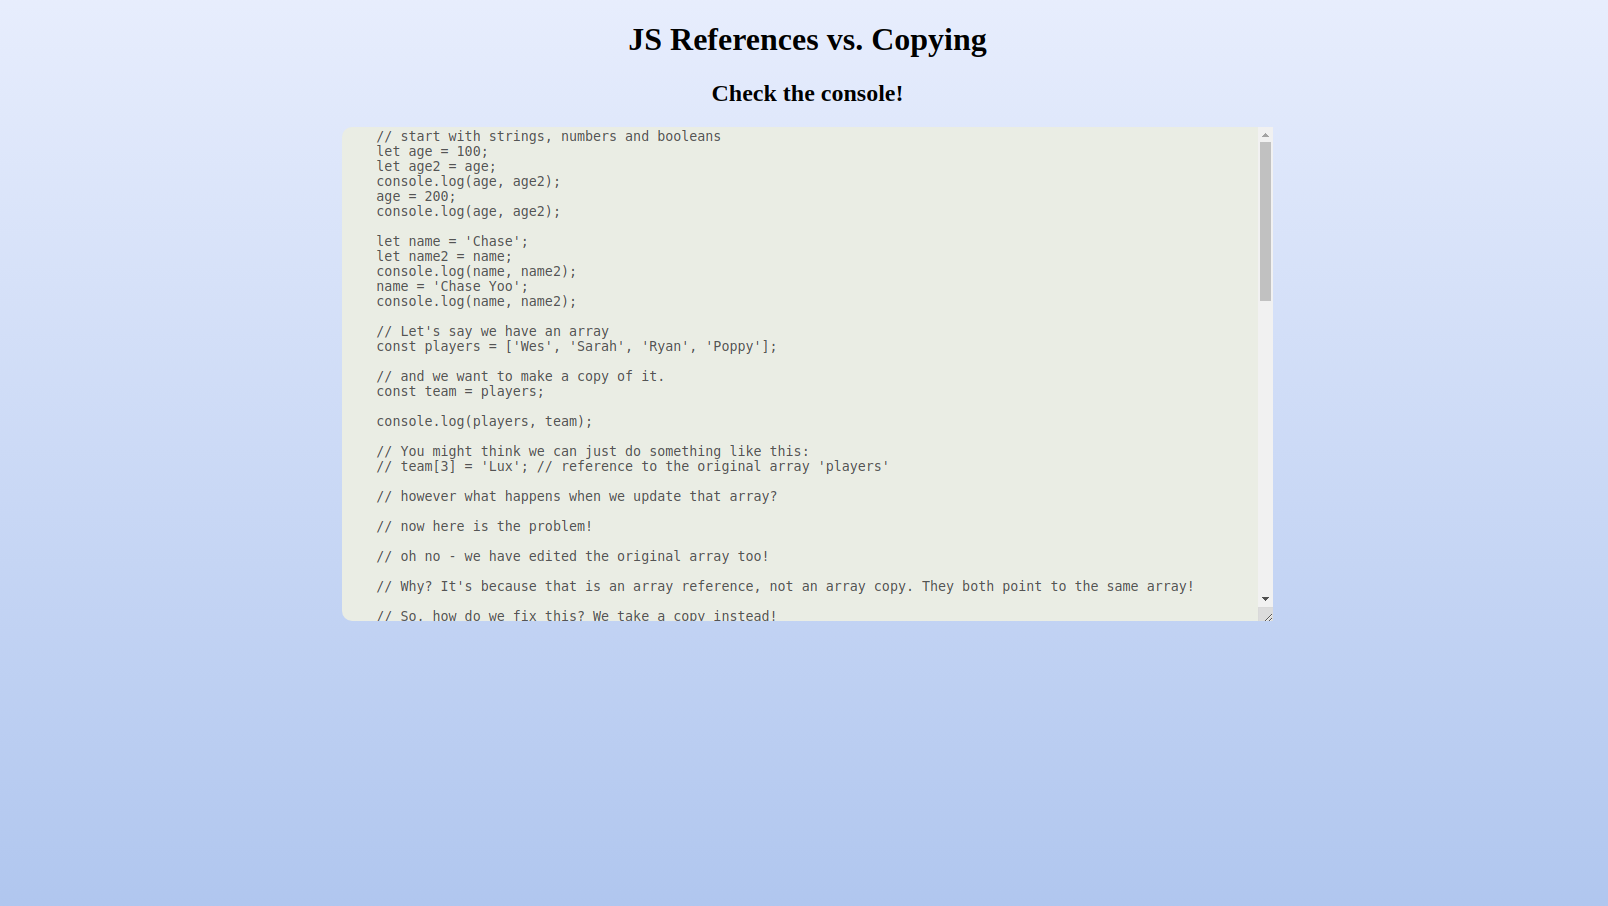 JS References vs. Copying
Check the console!
// start with strings, numbers and booleans
let age = 100;
let age2 = age;
console.log(age, age2);
age = 200;
console.log(age, age2);
let name = 'Chase';
let name2 = name;
console.log(name, name2);
name = 'Chase Yoo';
console.log(name, name2);
// Let's say we have an array
const players = ['Wes', 'Sarah', 'Ryan', 'Poppy'];
// and we want to make a copy of it.
const team = players;
console.log(players, team);
// You might think we can just do something like this:
// team[3] = 'Lux'; // reference to the original array 'players'
// however what happens when we update that array?
// now here is the problem!
// oh no - we have edited the original array too!
// Why? It's because that is an array reference, not an array copy. They both point to the same array!
// So, how do we fix this? We take a copy instead!